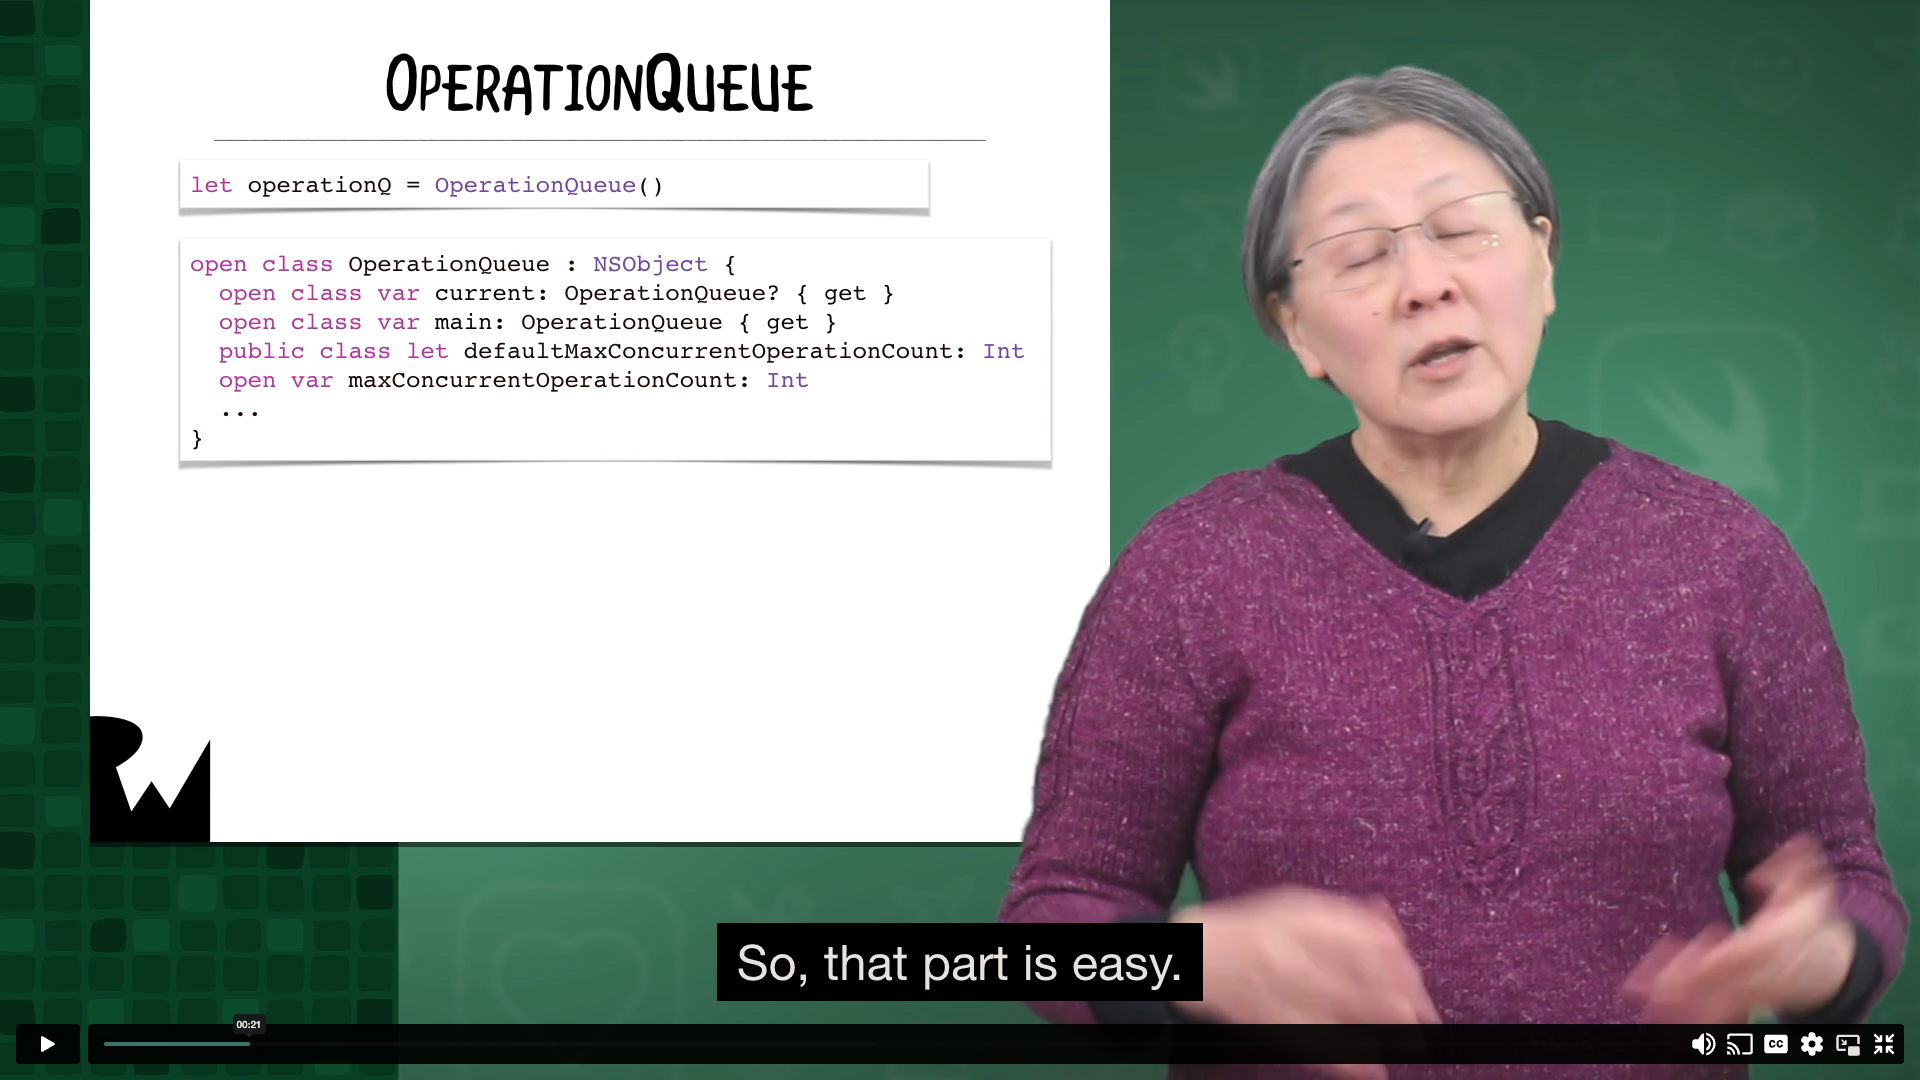 OPERATIONQUEUE
let operationQ = OperationQueue()
open class OperationQueue : NSObject {
open class var current: OperationQueue? { get }
open class var main: OperationQueue { get }
public class let defaultMaxConcurrentOperationCount: Int
open var maxConcurrentOperationCount: Int
...
}
RW
So, that part is easy.
00:21
CC